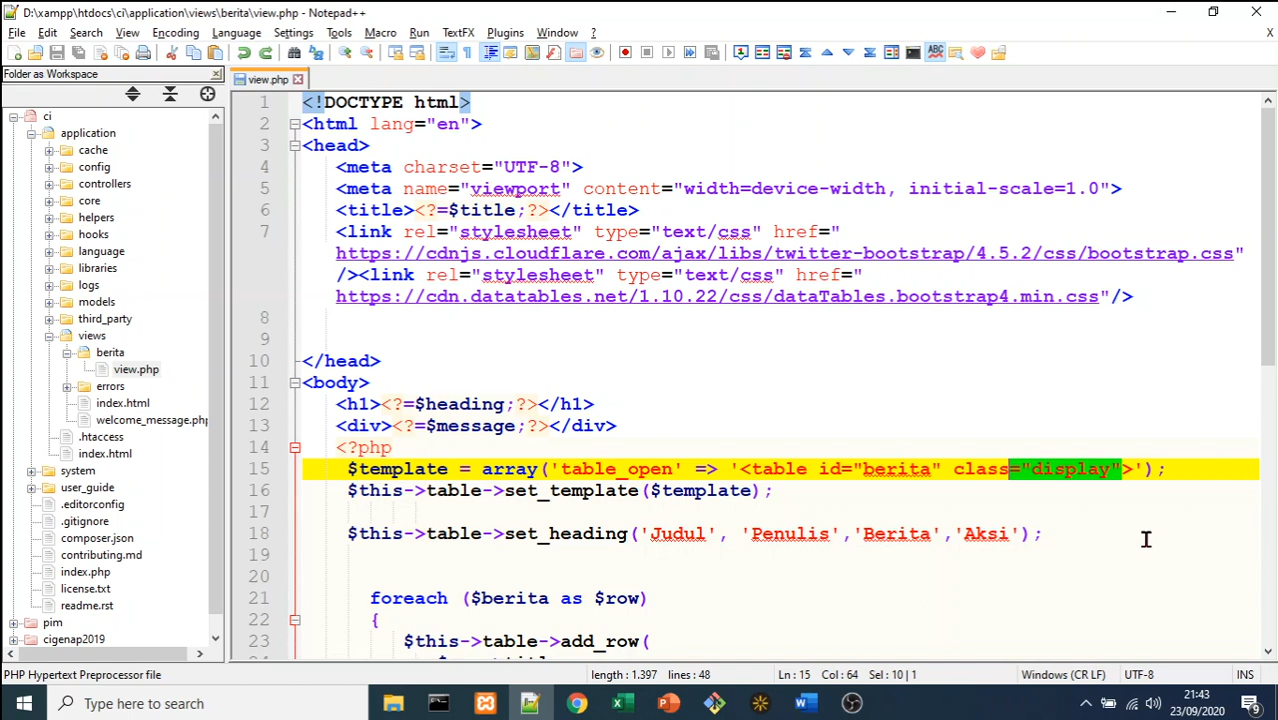 D:\xampp\htdocs\ci\application\views\berita\view.php - Notepad++
File Edit Search View Encoding Language Settings Tools Macro Run TextFX Plugins Window ?
X
ABC
Folder as Workspace
view.php
ci
application
cache
config
controllers
core
helpers
hooks
language
libraries
logs
models
third_party
views
berita
view.php
errors
index.html
welcome_message.php
.htaccess
index.html
system
user_guide
.editorconfig
.gitignore
composer.json
contributing.md
index.php
license.txt
readme.rst
pim
cigenap2019
1 <!DOCTYPE html>
2 <html lang="en">
3 <head>
4 <meta charset="UTF-8">
5 <meta name="viewport" content="width=device-width, initial-scale=1.0">
6 <title><?=$title;?></title>
7 <link rel="stylesheet" type="text/css" href="
https://cdnjs.cloudflare.com/ajax/libs/twitter-bootstrap/4.5.2/css/bootstrap.css"
/><link rel="stylesheet" type="text/css" href="
https://cdn.datatables.net/1.10.22/css/dataTables.bootstrap4.min.css"/>
8
9
10 </head>
11 <body>
12 <h1><?=$heading;?></h1>
13 <div><?=$message;?></div>
14 <?php
15 $template = array('table_open' => '<table id="berita" class="display">');
16 $this->table->set_template($template);
17
18 $this->table->set_heading('Judul', 'Penulis','Berita','Aksi');
19
20
21 foreach ($berita as $row)
22 {
23 $this->table->add_row(
PHP Hypertext Preprocessor file
length : 1.397 lines : 48
Ln : 15 Col : 64 Sel : 10 | 1
Windows (CR LF)
UTF-8
INS
Type here to search
21:43
23/09/2020
9